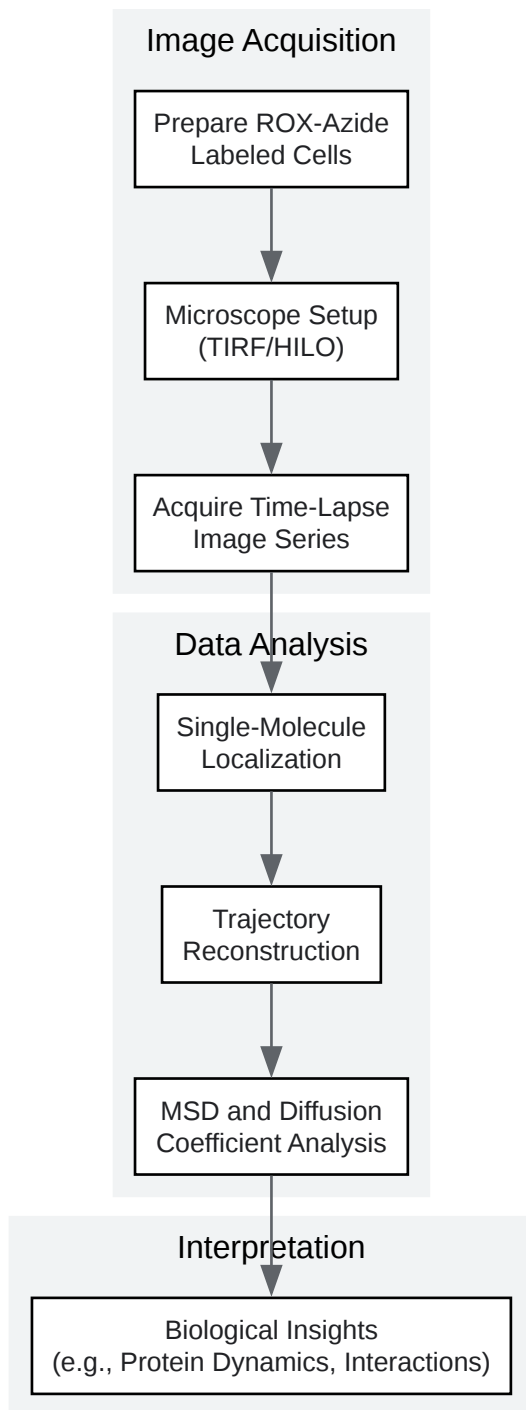 Image Acquisition
Prepare ROX-Azide
Labeled Cells
Microscope Setup
(TIRF/HILO)
Acquire Time-Lapse
Image Series
Data Analysis
Single-Molecule
Localization
Trajectory
Reconstruction
MSD and Diffusion
Coefficient Analysis
Interpretation
Biological Insights
(e.g., Protein Dynamics, Interactions)